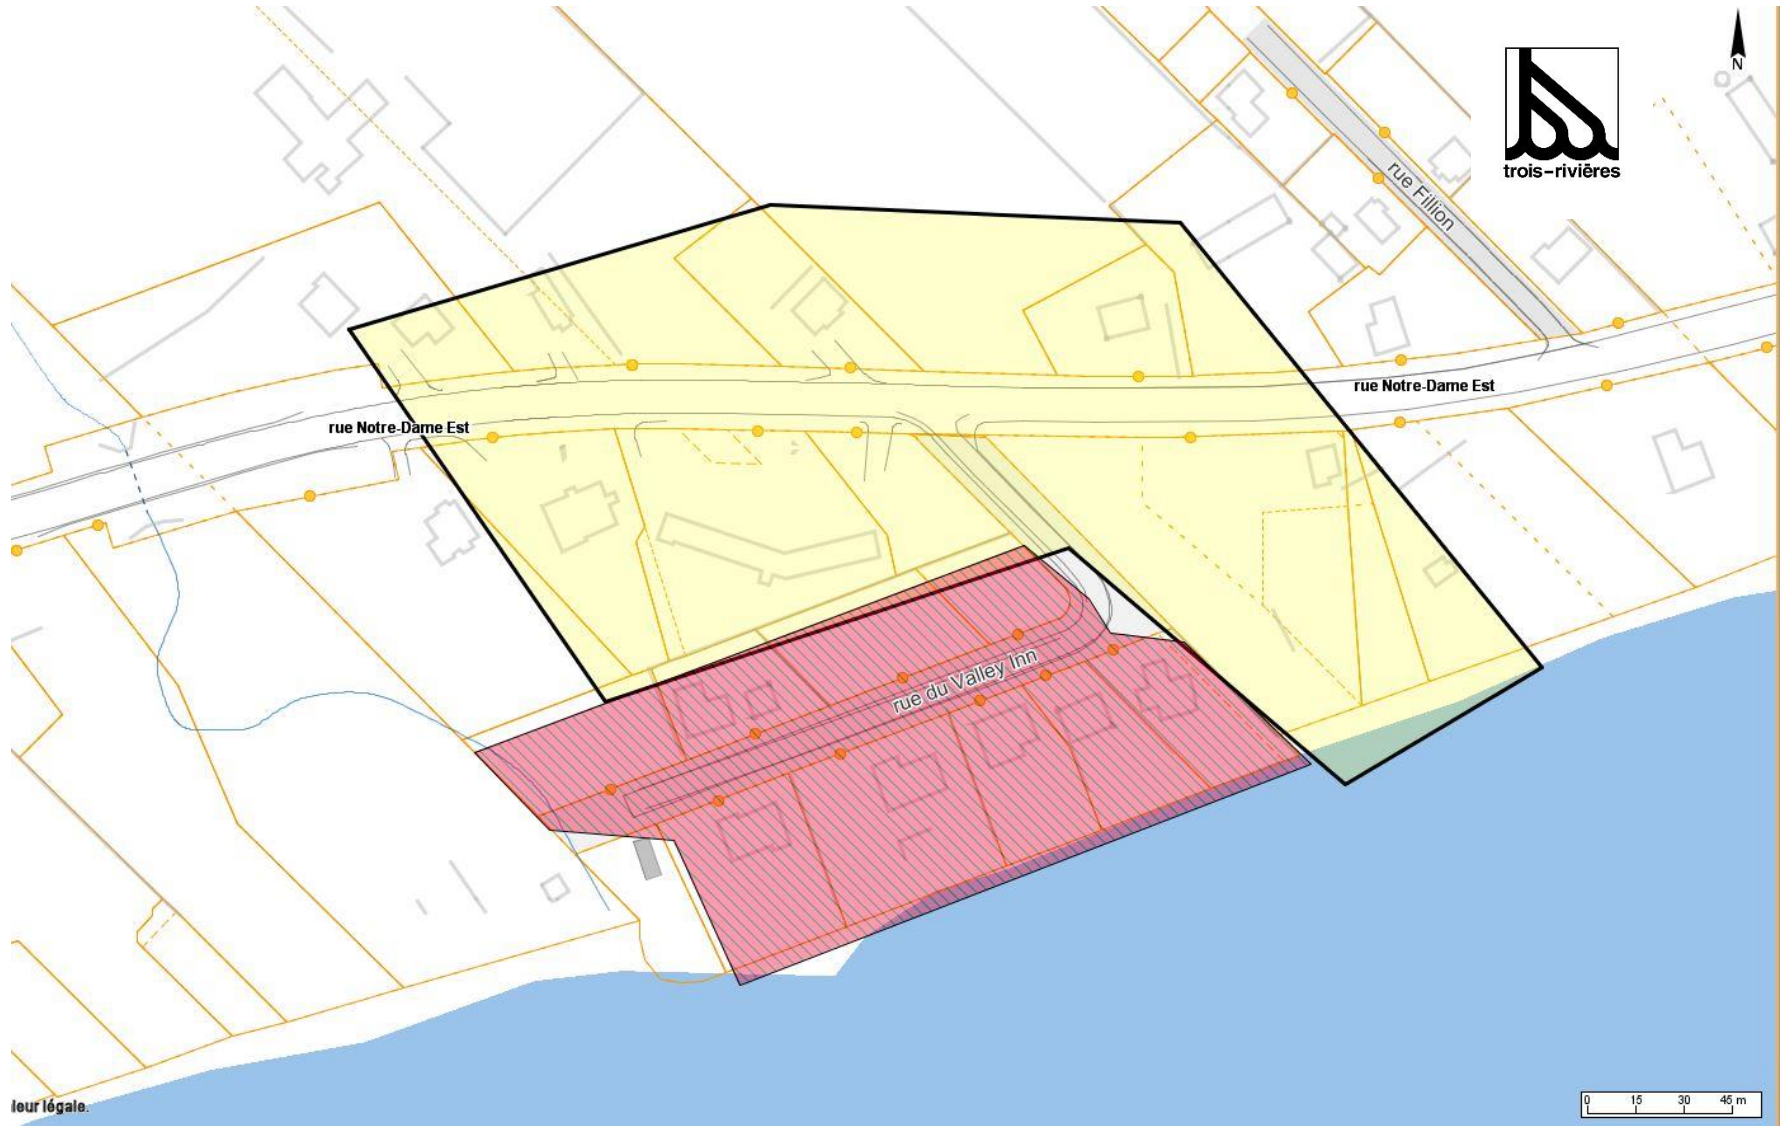 N
trois-rivières
rue Fillion
rue Notre-Dame Est
rue Notre-Dame Est
rue du Valley Inn
leur légale.
0 15 30 45 m